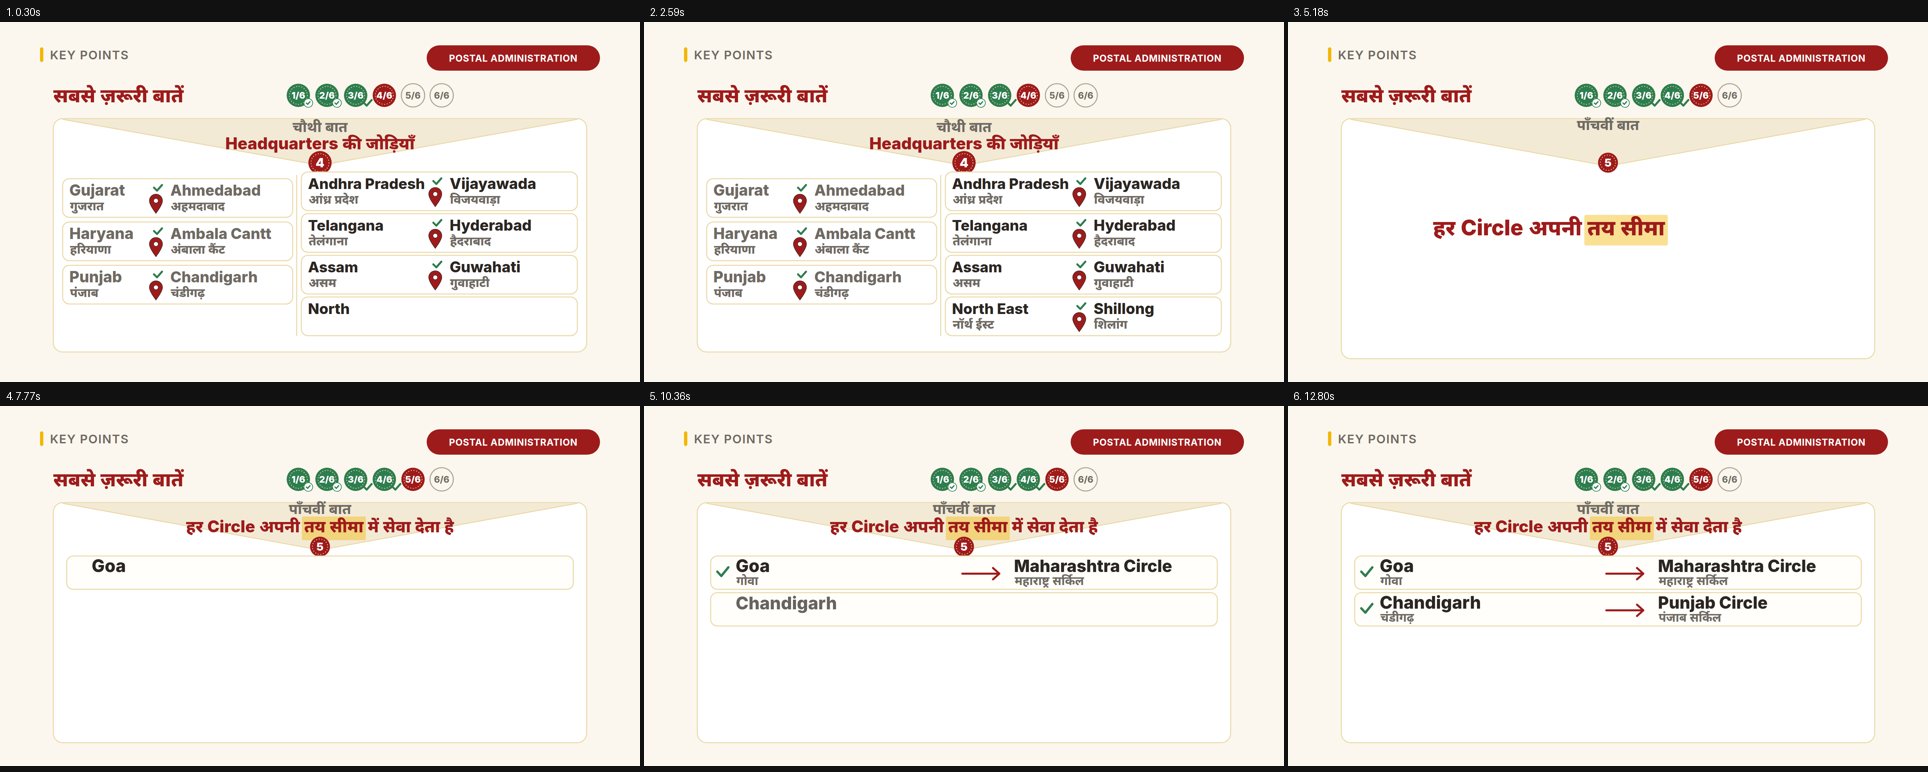 1. 0.30s
KEY POINTS
POSTAL ADMINISTRATION
सबसे ज़रूरी बातें
1/6 2/6 3/6 4/6 5/6 6/6
चौथी बात
Headquarters की जोड़ियाँ
4
Gujarat Ahmedabad
गुजरात अहमदाबाद
Haryana Ambala Cantt
हरियाणा अंबाला कैंट
Punjab Chandigarh
पंजाब चंडीगढ़
Andhra Pradesh Vijayawada
आंध्र प्रदेश विजयवाड़ा
Telangana Hyderabad
तेलंगाना हैदराबाद
Assam Guwahati
असम गुवाहाटी
North
2. 2.59s
KEY POINTS
POSTAL ADMINISTRATION
सबसे ज़रूरी बातें
1/6 2/6 3/6 4/6 5/6 6/6
चौथी बात
Headquarters की जोड़ियाँ
4
Gujarat Ahmedabad
गुजरात अहमदाबाद
Haryana Ambala Cantt
हरियाणा अंबाला कैंट
Punjab Chandigarh
पंजाब चंडीगढ़
Andhra Pradesh Vijayawada
आंध्र प्रदेश विजयवाड़ा
Telangana Hyderabad
तेलंगाना हैदराबाद
Assam Guwahati
असम गुवाहाटी
North East Shillong
नॉर्थ ईस्ट शिलांग
3. 5.18s
KEY POINTS
POSTAL ADMINISTRATION
सबसे ज़रूरी बातें
1/6 2/6 3/6 4/6 5/6 6/6
पाँचवीं बात
5
हर Circle अपनी तय सीमा
4. 7.77s
KEY POINTS
POSTAL ADMINISTRATION
सबसे ज़रूरी बातें
1/6 2/6 3/6 4/6 5/6 6/6
पाँचवीं बात
हर Circle अपनी तय सीमा में सेवा देता है
5
Goa
5. 10.36s
KEY POINTS
POSTAL ADMINISTRATION
सबसे ज़रूरी बातें
1/6 2/6 3/6 4/6 5/6 6/6
पाँचवीं बात
हर Circle अपनी तय सीमा में सेवा देता है
5
Goa Maharashtra Circle
गोवा महाराष्ट्र सर्किल
Chandigarh
6. 12.80s
KEY POINTS
POSTAL ADMINISTRATION
सबसे ज़रूरी बातें
1/6 2/6 3/6 4/6 5/6 6/6
पाँचवीं बात
हर Circle अपनी तय सीमा में सेवा देता है
5
Goa Maharashtra Circle
गोवा महाराष्ट्र सर्किल
Chandigarh Punjab Circle
चंडीगढ़ पंजाब सर्किल